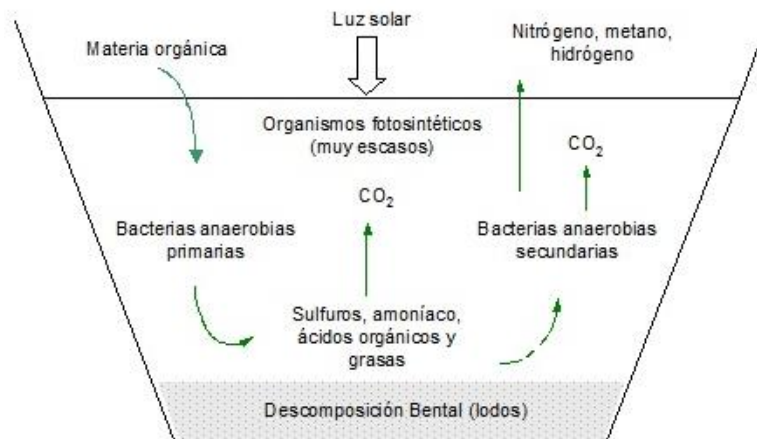 Luz solar
Materia orgánica
Nitrógeno, metano,
hidrógeno
Organismos fotosintéticos
(muy escasos)
CO2
CO2
Bacterias anaerobias
primarias
Bacterias anaerobias
secundarias
Sulfuros, amoníaco,
ácidos orgánicos y
grasas
Descomposición Bental (lodos)